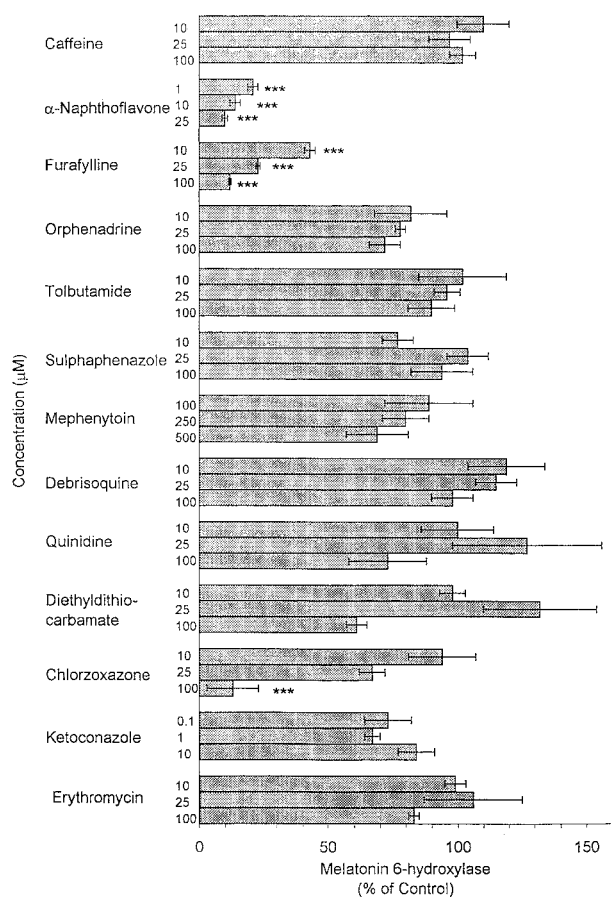 Concentration (µM)
Caffeine
10
25
100
α-Naphthoflavone
1 ***
10 ***
25 ***
Furafylline
10 ***
25 ***
100 ***
Orphenadrine
10
25
100
Tolbutamide
10
25
100
Sulphaphenazole
10
25
100
Mephenytoin
100
250
500
Debrisoquine
10
25
100
Quinidine
10
25
100
Diethyldithio-
carbamate
10
25
100
Chlorzoxazone
10
25
100 ***
Ketoconazole
0.1
1
10
Erythromycin
10
25
100
0 50 100 150
Melatonin 6-hydroxylase
(% of Control)